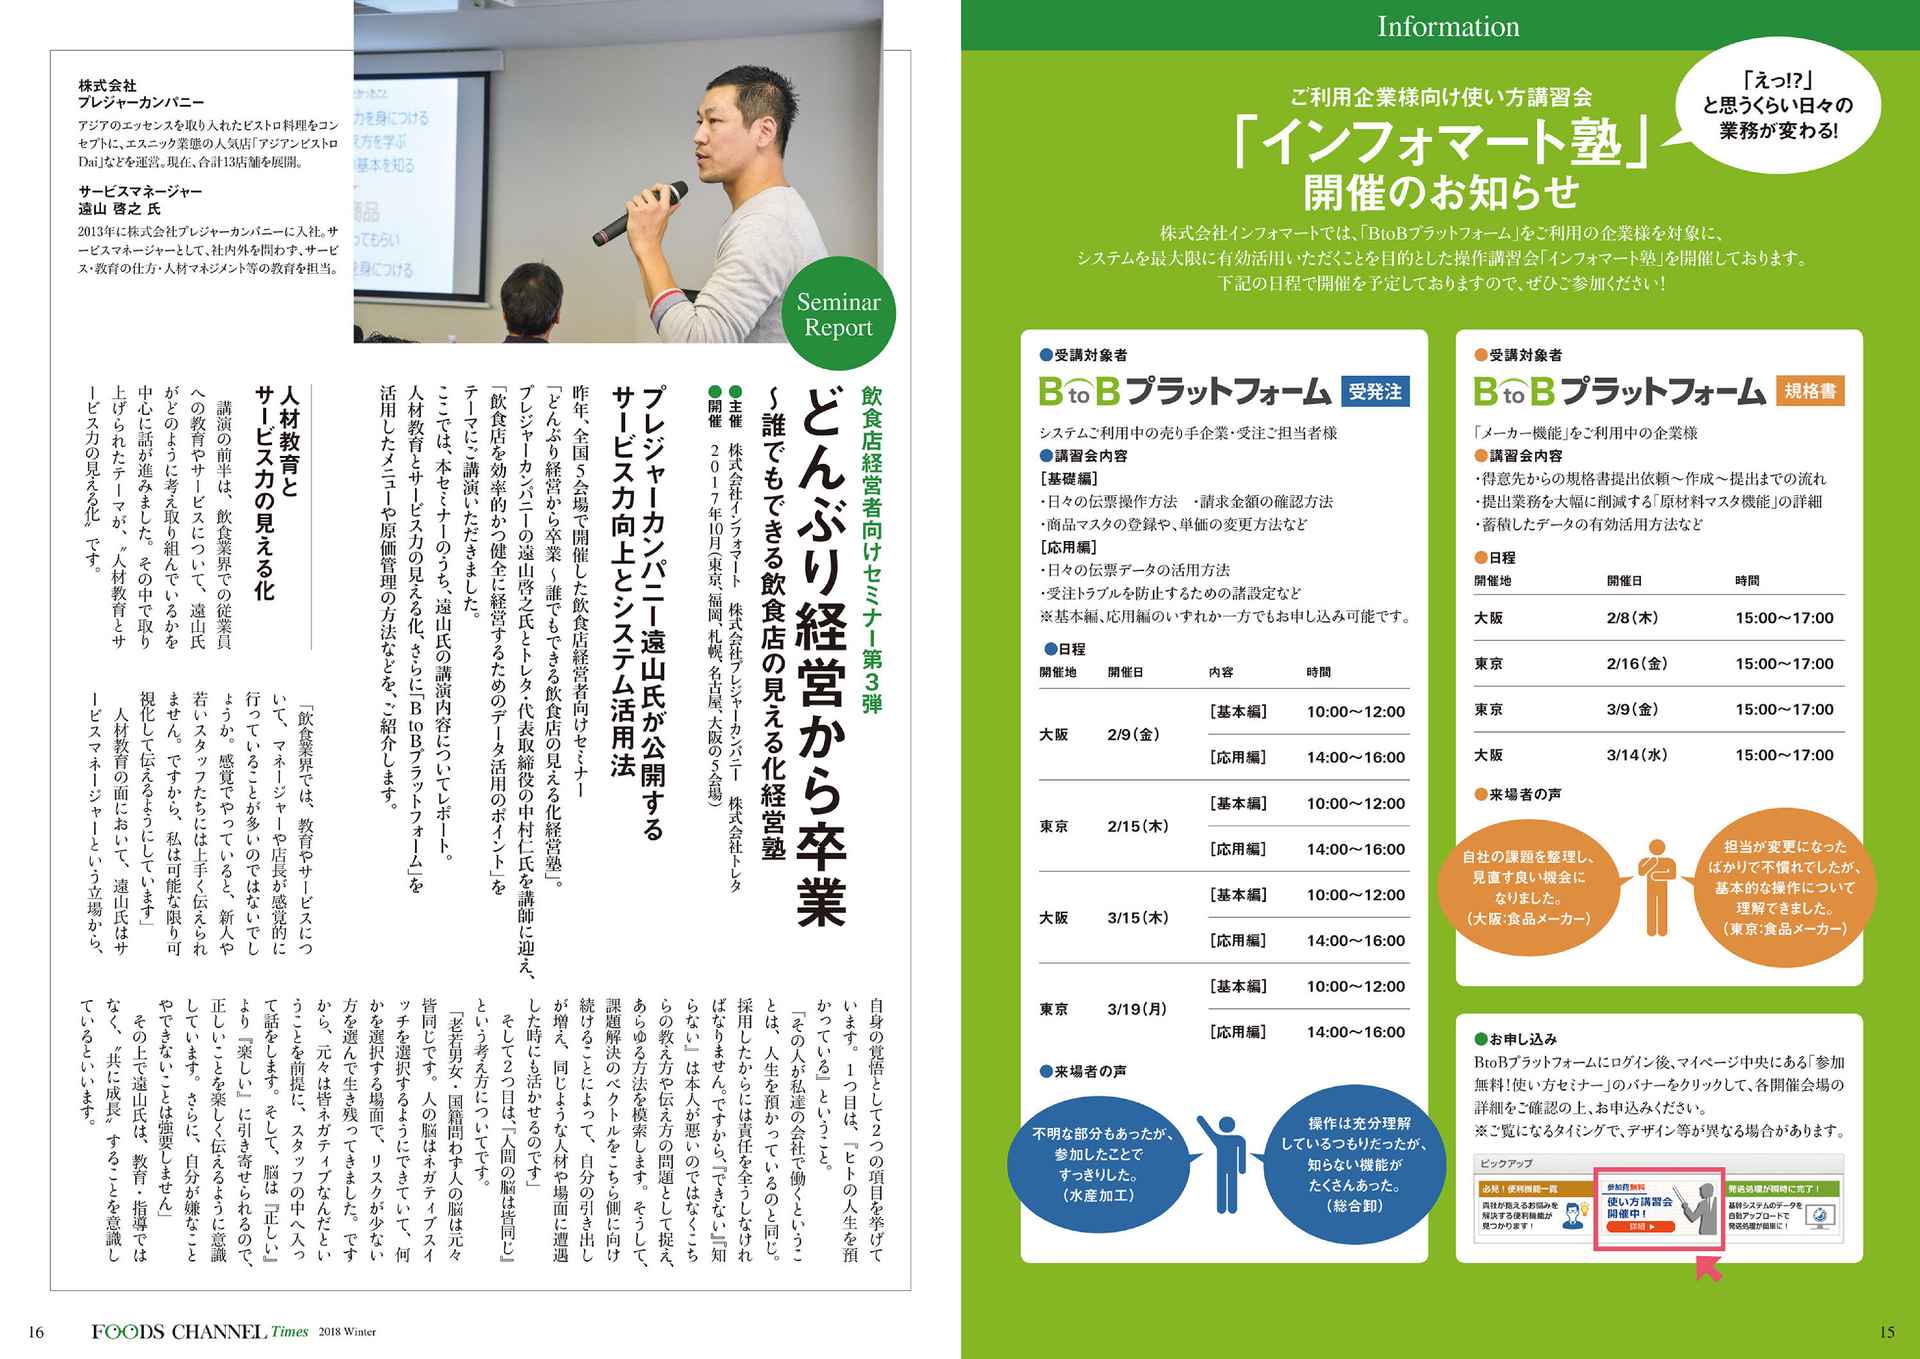 Information
「えっ!?」
と思うくらい日々の
業務が変わる!
ご利用企業様向け使い方講習会
「インフォマート塾」
開催のお知らせ
株式会社インフォマートでは、「BtoBプラットフォーム」をご利用の企業様を対象に、
システムを最大限に有効活用いただくことを目的とした操作講習会「インフォマート塾」を開催しております。
下記の日程で開催を予定しておりますので、ぜひご参加ください!
●受講対象者
BtoBプラットフォーム 受発注
システムご利用中の売り手企業・受注ご担当者様
●講習会内容
[基礎編]
・日々の伝票操作方法 ・請求金額の確認方法
・商品マスタの登録や、単価の変更方法など
[応用編]
・日々の伝票データの活用方法
・受注トラブルを防止するための諸設定など
※基本編、応用編のいずれか一方でもお申し込み可能です。
●日程
開催地 開催日 内容 時間
大阪 2/9(金) [基本編] 10:00〜12:00
[応用編] 14:00〜16:00
東京 2/15(木) [基本編] 10:00〜12:00
[応用編] 14:00〜16:00
大阪 3/15(木) [基本編] 10:00〜12:00
[応用編] 14:00〜16:00
東京 3/19(月) [基本編] 10:00〜12:00
[応用編] 14:00〜16:00
●来場者の声
不明な部分もあったが、
参加したことで
すっきりした。
(水産加工)
操作は充分理解
しているつもりだったが、
知らない機能が
たくさんあった。
(総合卸)
●受講対象者
BtoBプラットフォーム 規格書
「メーカー機能」をご利用中の企業様
●講習会内容
・得意先からの規格書提出依頼〜作成〜提出までの流れ
・提出業務を大幅に削減する「原材料マスタ機能」の詳細
・蓄積したデータの有効活用方法など
●日程
開催地 開催日 時間
大阪 2/8(木) 15:00〜17:00
東京 2/16(金) 15:00〜17:00
東京 3/9(金) 15:00〜17:00
大阪 3/14(水) 15:00〜17:00
●来場者の声
自社の課題を整理し、
見直す良い機会に
なりました。
(大阪:食品メーカー)
担当が変更になった
ばかりで不慣れでしたが、
基本的な操作について
理解できました。
(東京:食品メーカー)
●お申し込み
BtoBプラットフォームにログイン後、マイページ中央にある「参加
無料!使い方セミナー」のバナーをクリックして、各開催会場の
詳細をご確認の上、お申込みください。
※ご覧になるタイミングで、デザイン等が異なる場合があります。
ピックアップ
必見!便利機能一覧
貴社が抱えるお悩みを
解決する便利機能が
見つかります!
参加費無料
使い方講習会
開催中!
詳細
発送処理が瞬時に完了!
基幹システムのデータを
自動アップロードで
発送処理が簡単に!
15
株式会社
プレジャーカンパニー
アジアのエッセンスを取り入れたビストロ料理をコン
セプトに、エスニック業態の人気店「アジアンビストロ
Dai」などを運営。現在、合計13店舗を展開。
サービスマネージャー
遠山 啓之 氏
2013年に株式会社プレジャーカンパニーに入社。サ
ービスマネージャーとして、社内外を問わず、サービ
ス・教育の仕方・人材マネジメント等の教育を担当。
力を身につける
え方を学ぶ
基本を知る
商品
ってもらい
を身につける
Seminar
Report
飲食店経営者向けセミナー第3弾
どんぶり経営から卒業
〜誰でもできる飲食店の見える化経営塾
●主催 株式会社インフォマート 株式会社プレジャーカンパニー 株式会社トレタ
●開催 2017年10月(東京、福岡、札幌、名古屋、大阪の5会場)
プレジャーカンパニー遠山氏が公開する
サービス力向上とシステム活用法
昨年、全国5会場で開催した飲食店経営者向けセミナー
「どんぶり経営から卒業 〜誰でもできる飲食店の見える化経営塾」。
プレジャーカンパニーの遠山啓之氏とトレタ・代表取締役の中村仁氏を講師に迎え、
「飲食店を効率的かつ健全に経営するためのデータ活用のポイント」を
テーマにご講演いただきました。
ここでは、本セミナーのうち、遠山氏の講演内容についてレポート。
人材教育とサービス力の見える化、さらに「BtoBプラットフォーム」を
活用したメニューや原価管理の方法などを、ご紹介します。
人材教育と
サービス力の見える化
講演の前半は、飲食業界での従業員
への教育やサービスについて、遠山氏
がどのように考え取り組んでいるかを
中心に話が進みました。その中で取り
上げられたテーマが、〝人材教育とサ
ービス力の見える化〟です。
「飲食業界では、教育やサービスにつ
いて、マネージャーや店長が感覚的に
行っていることが多いのではないでし
ょうか。感覚でやっていると、新人や
若いスタッフたちには上手く伝えられ
ません。ですから、私は可能な限り可
視化して伝えるようにしています」
人材教育の面において、遠山氏はサ
ービスマネージャーという立場から、
自身の覚悟として2つの項目を挙げて
います。1つ目は、『ヒトの人生を預
かっている』ということ。
「その人が私達の会社で働くというこ
とは、人生を預かっているのと同じ。
採用したからには責任を全うしなけれ
ばなりません。ですから、『できない』『知
らない』は本人が悪いのではなくこち
らの教え方や伝え方の問題として捉え、
あらゆる方法を模索します。そうして、
課題解決のベクトルをこちら側に向け
続けることによって、自分の引き出し
が増え、同じような人材や場面に遭遇
した時にも活かせるのです」
そして2つ目は、『人間の脳は皆同じ』
という考え方についてです。
「老若男女・国籍問わず人の脳は元々
皆同じです。人の脳はネガティブスイ
ッチを選択するようにできていて、何
かを選択する場面で、リスクが少ない
方を選んで生き残ってきました。です
から、元々は皆ネガティブなんだとい
うことを前提に、スタッフの中へ入っ
て話をします。そして、脳は『正しい』
より『楽しい』に引き寄せられるので、
正しいことを楽しく伝えるように意識
しています。さらに、自分が嫌なこと
やできないことは強要しません」
その上で遠山氏は、教育・指導では
なく、〝共に成長〟することを意識し
ているといいます。
16 FOODS CHANNEL Times 2018 Winter